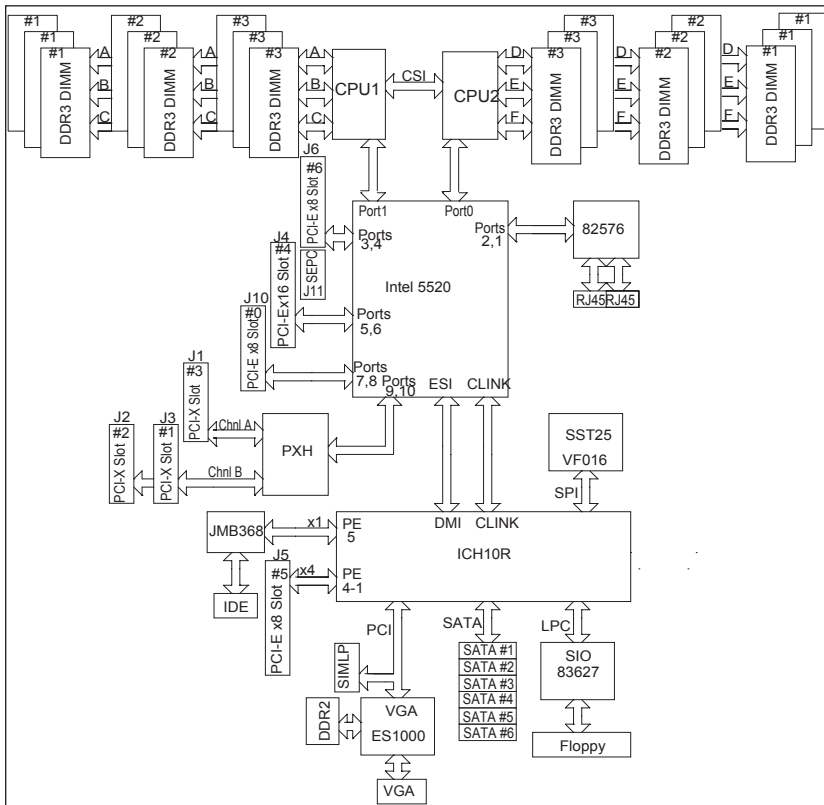 #1 #2 #3 #3 #2 #1
#1 #2 #3 #3 #2 #1
#1 A #2 A #3 A D #3 D #2 D #1
DDR3 DIMM DDR3 DIMM DDR3 DIMM DDR3 DIMM DDR3 DIMM DDR3 DIMM
B B B E E E
C C C F F F
CPU1 CSI CPU2
J6
PCI-E x8 Slot #6
Port1 Port0
Ports 3,4
Ports 2,1
82576
RJ45 RJ45
J4
PCI-Ex16 Slot #4
SEPC
J11
Intel 5520
Ports 5,6
J10
PCI-E x8 Slot #0
Ports 7,8
Ports 9,10
ESI CLINK
J1
PCI-X Slot #3
J2
PCI-X Slot #2
J3
PCI-X Slot #1
Chnl A
Chnl B
PXH
SST25
VF016
SPI
JMB368
x1
PE 5
DMI CLINK
ICH10R
IDE
J5
PCI-E x8 Slot #5
x4
PE 4-1
PCI
SATA
LPC
SIMLP
SATA #1
SATA #2
SATA #3
SATA #4
SATA #5
SATA #6
SIO
83627
Floppy
DDR2
VGA
ES1000
VGA